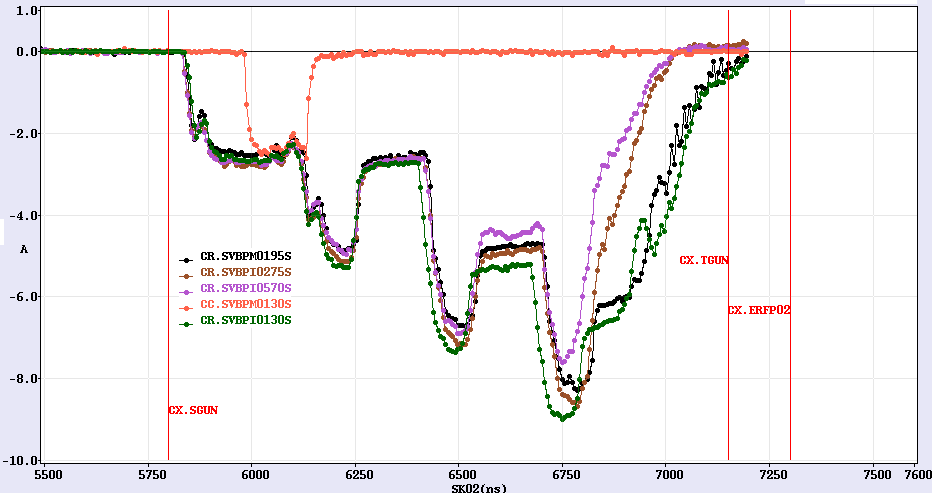 1.0
0.0
-2.0
-4.0
A
-6.0
-8.0
-10.0
CR.SVBPM0195S
CR.SVBPI0275S
CR.SVBPI0570S
CC.SVBPM0130S
CR.SVBPI0130S
CX.TGUN
CX.ERFP02
CX.SGUN
5500 5750 6000 6250 6500 6750 7000 7250 7500 7600
SK02(ns)